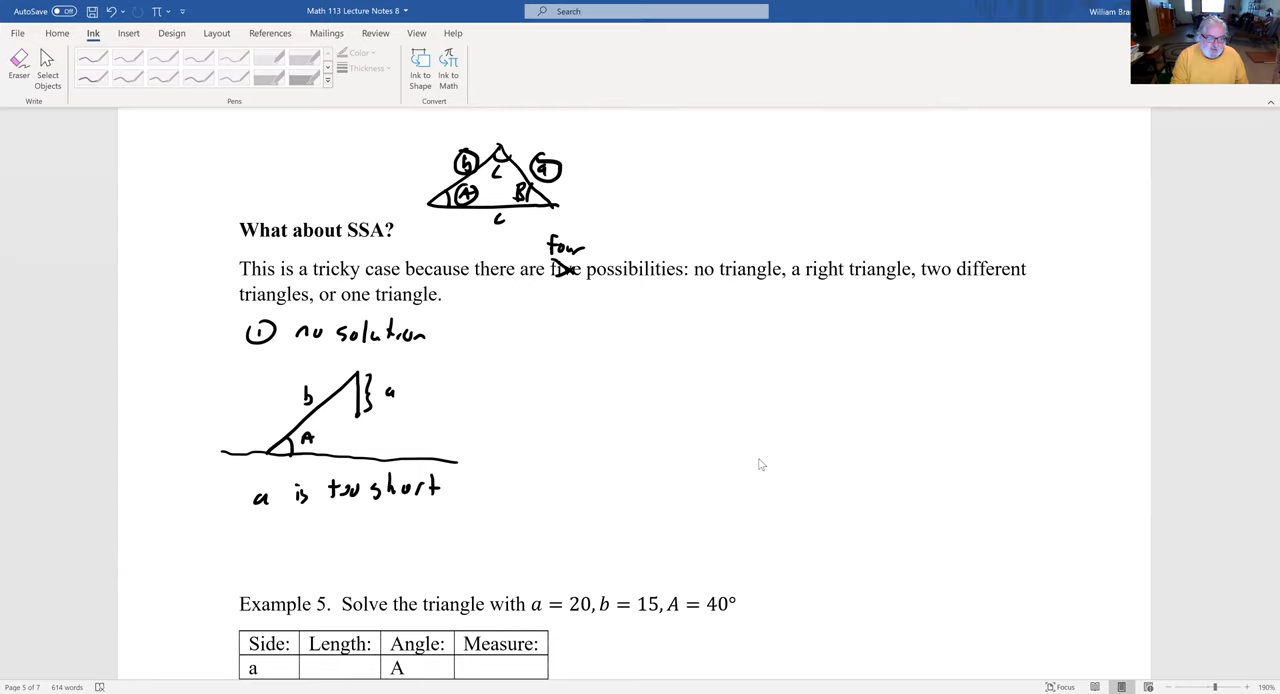 AutoSave Off
Math 113 Lecture Notes 8
Search
William Bra
File Home Ink Insert Design Layout References Mailings Review View Help
Eraser
Select Objects
Color
Thickness
Ink to Shape
Ink to Math
Write
Pens
Convert
b
a
C
A
B
c
What about SSA?
four
This is a tricky case because there are five possibilities: no triangle, a right triangle, two different
triangles, or one triangle.
① no solution
b
a
A
a is too short
Example 5. Solve the triangle with a = 20, b = 15, A = 40°
Side: Length: Angle: Measure:
a A
Page 5 of 7 614 words
Focus
190%